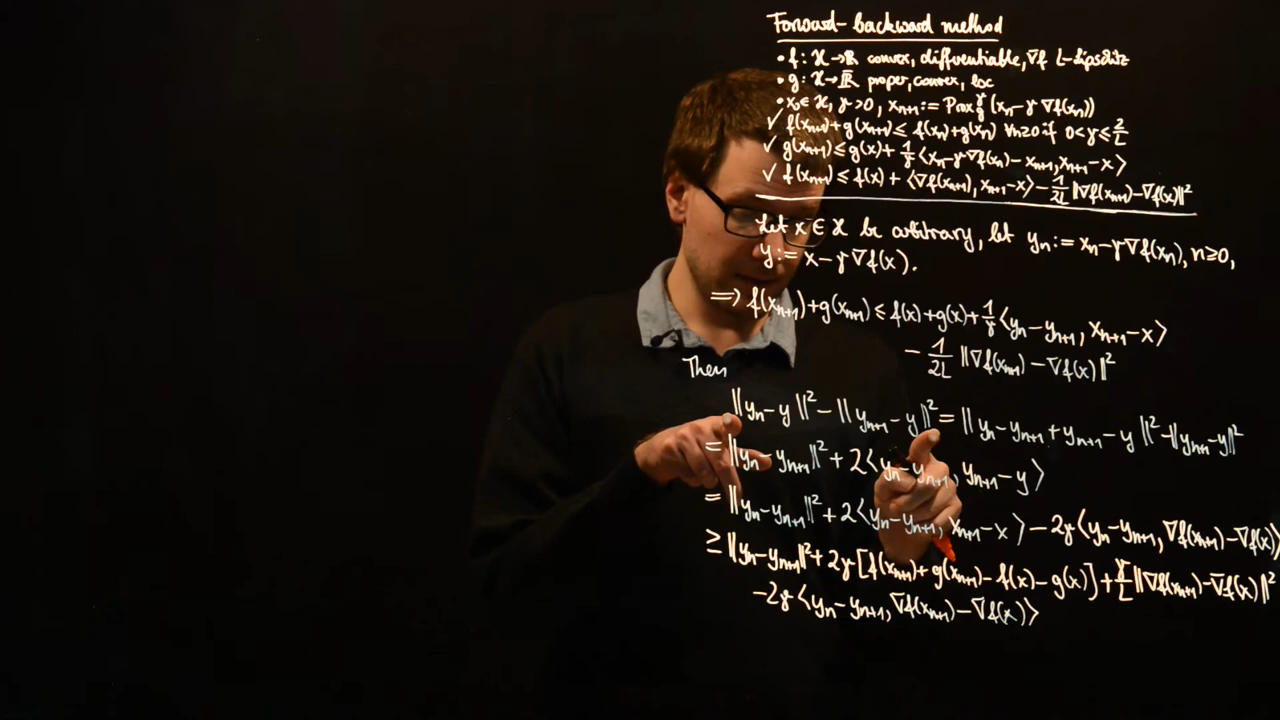 Forward-backward method
• f: ℋ→ℝ convex, differentiable, ∇f L-Lipschitz
• g: ℋ→ℝ̄ proper, convex, lsc
• x₀∈ℋ, γ>0, xₙ₊₁ := Prox_γg (xₙ-γ∇f(xₙ))
✓ f(xₙ₊₁)+g(xₙ₊₁) ≤ f(xₙ)+g(xₙ) ∀n≥0 if 0<γ≤2/L
✓ g(xₙ₊₁) ≤ g(x)+ 1/γ ⟨xₙ-γ∇f(xₙ)-xₙ₊₁, xₙ₊₁-x⟩
✓ f(xₙ₊₁) ≤ f(x) + ⟨∇f(xₙ₊₁), xₙ₊₁-x⟩ - 1/2L ‖∇f(xₙ₊₁)-∇f(x)‖²
Let x ∈ ℋ be arbitrary, let yₙ := xₙ-γ∇f(xₙ), n≥0,
y := x-γ∇f(x).
⟹ f(xₙ₊₁)+g(xₙ₊₁) ≤ f(x)+g(x)+ 1/γ ⟨yₙ-yₙ₊₁, xₙ₊₁-x⟩
- 1/2L ‖∇f(xₙ₊₁)-∇f(x)‖²
Then
‖yₙ-y‖² - ‖yₙ₊₁-y‖² = ‖yₙ-yₙ₊₁+yₙ₊₁-y‖² - ‖yₙ₊₁-y‖²
= ‖yₙ-yₙ₊₁‖² + 2⟨yₙ-yₙ₊₁, yₙ₊₁-y⟩
= ‖yₙ-yₙ₊₁‖² + 2⟨yₙ-yₙ₊₁, xₙ₊₁-x⟩ - 2γ⟨yₙ-yₙ₊₁, ∇f(xₙ₊₁)-∇f(x)⟩
≥ ‖yₙ-yₙ₊₁‖² + 2γ[f(xₙ₊₁)+g(xₙ₊₁)-f(x)-g(x)] + γ/L ‖∇f(xₙ₊₁)-∇f(x)‖²
-2γ⟨yₙ-yₙ₊₁, ∇f(xₙ₊₁)-∇f(x)⟩